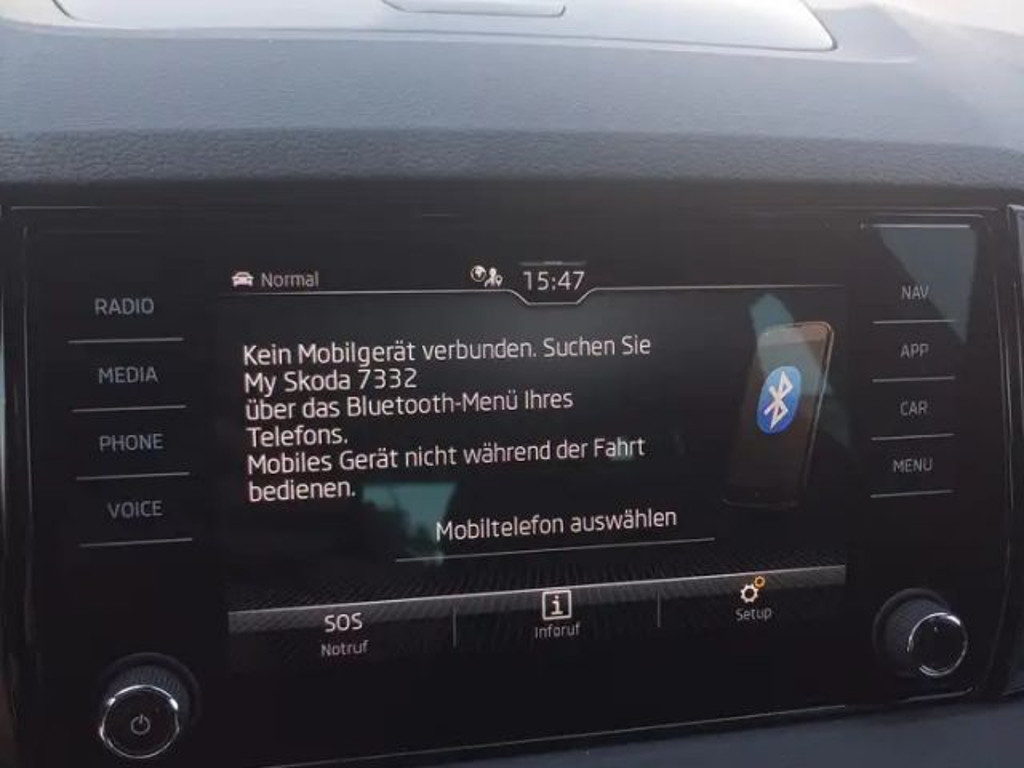 Normal
15:47
RADIO
MEDIA
PHONE
VOICE
Kein Mobilgerät verbunden. Suchen Sie
My Skoda 7332
über das Bluetooth-Menü Ihres
Telefons.
Mobiles Gerät nicht während der Fahrt
bedienen.
Mobiltelefon auswählen
NAV
APP
CAR
MENU
SOS
Notruf
i
Inforuf
Setup